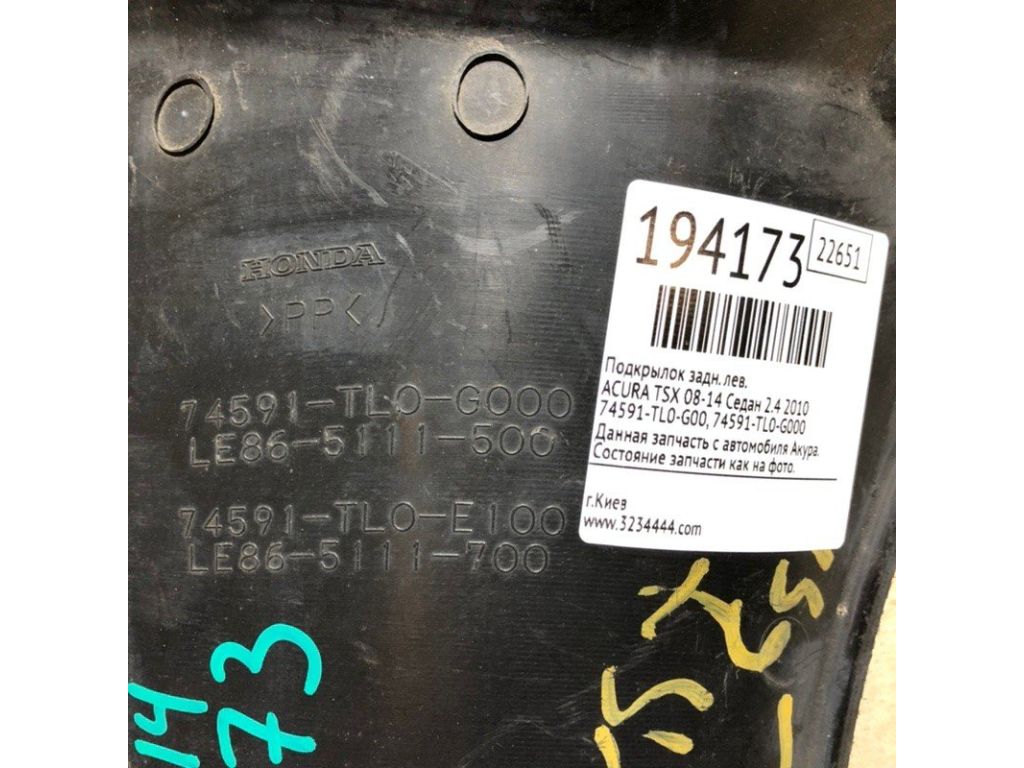 HONDA
>PP<
74591-TL0-G000
LE86-5111-500
74591-TL0-E100
LE86-5111-700
194173
22651
Подкрылок задн.лев.
ACURA TSX 08-14 Седан 2.4 2010
74591-TL0-G00, 74591-TL0-G000
Данная запчасть с автомобиля Акура.
Состояние запчасти как на фото.
г.Киев
www.3234444.com
14
73